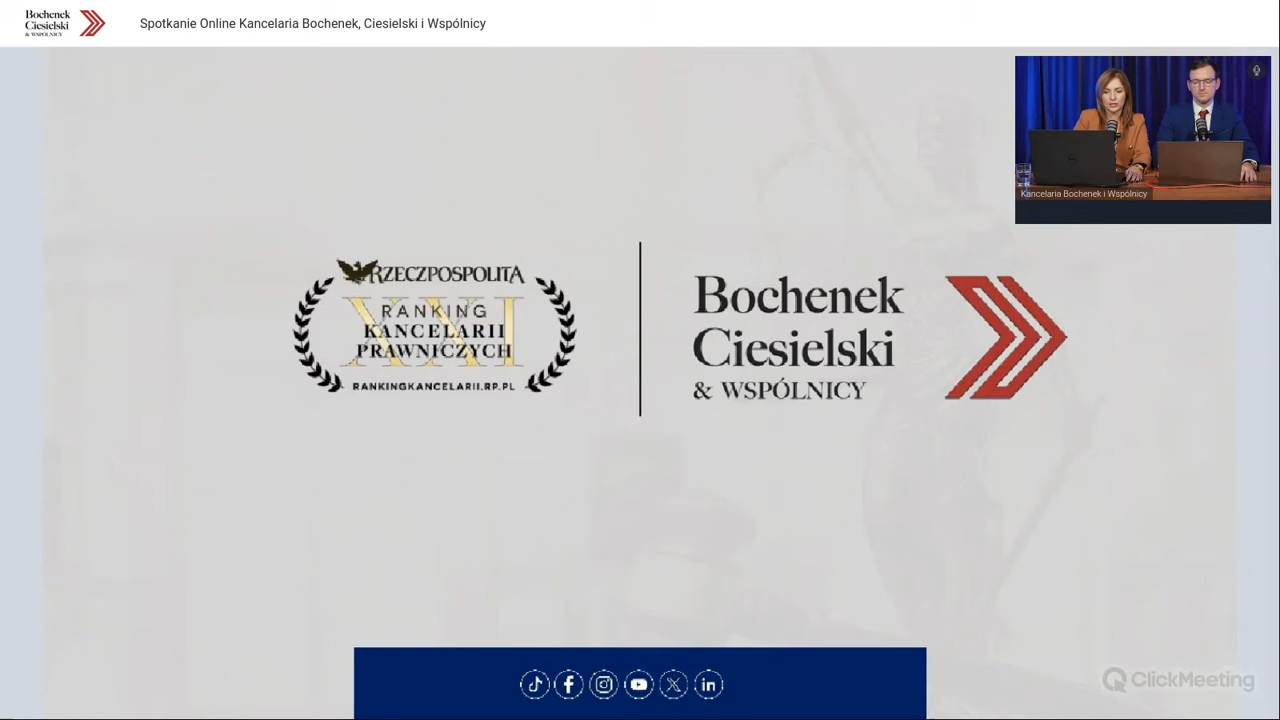 Bochenek
Ciesielski
& WSPÓLNICY
Spotkanie Online Kancelaria Bochenek, Ciesielski i Wspólnicy
Kancelaria Bochenek i Wspólnicy
RZECZPOSPOLITA
XXI
RANKING
KANCELARII
PRAWNICZYCH
RANKINGKANCELARII.RP.PL
Bochenek
Ciesielski
& WSPÓLNICY
ClickMeeting